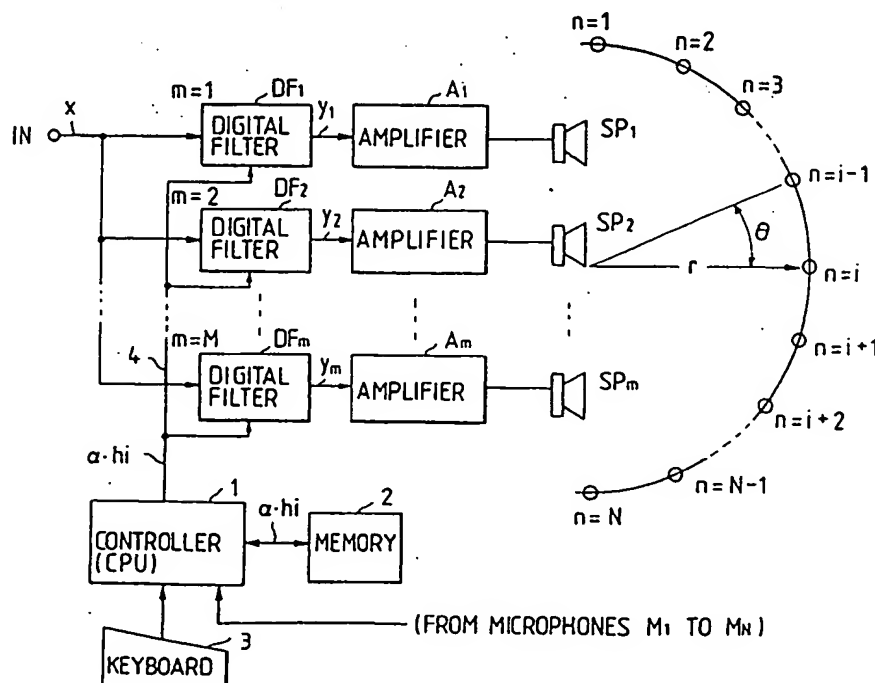 n=1
n=2
n=3
m=1
DF1
A1
x
y1
IN
DIGITAL FILTER
AMPLIFIER
SP1
n=i-1
m=2
DF2
A2
y2
SP2
DIGITAL FILTER
AMPLIFIER
θ
r
n=i
m=M
DFm
Am
4
ym
DIGITAL FILTER
AMPLIFIER
SPm
n=i+1
n=i+2
n=N-1
n=N
α·hi
1
α·hi
2
CONTROLLER (CPU)
MEMORY
(FROM MICROPHONES M1 TO MN)
3
KEYBOARD